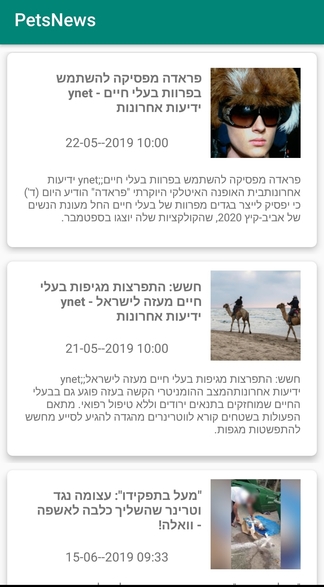 PetsNews
פראדה מפסיקה להשתמש
בפרוות בעלי חיים - ynet
ידיעות אחרונות
22-05--2019 10:00
פראדה מפסיקה להשתמש בפרוות בעלי חיים;;ynet ידיעות
אחרונותבית האופנה האיטלקי היוקרתי "פראדה" הודיע היום (ד')
כי יפסיק לייצר בגדים מפרוות של בעלי חיים החל מעונת הנשים
של אביב-קיץ 2020, שהקולקציות שלה יוצגו בספטמבר.
חשש: התפרצות מגיפות בעלי
חיים מעזה לישראל - ynet
ידיעות אחרונות
21-05--2019 10:00
חשש: התפרצות מגיפות בעלי חיים מעזה לישראל;;ynet
ידיעות אחרונותהמצב ההומניטרי הקשה בעזה פוגע גם בבעלי
החיים שמוחזקים בתנאים ירודים וללא טיפול רפואי. מתאם
הפעולות בשטחים קורא לווטרינרים מהגדה להגיע לסייע מחשש
להתפשטות מגפות.
"מעל בתפקידו": עצומה נגד
וטרינר שהשליך כלבה לאשפה
- וואלה!
15-06--2019 09:33